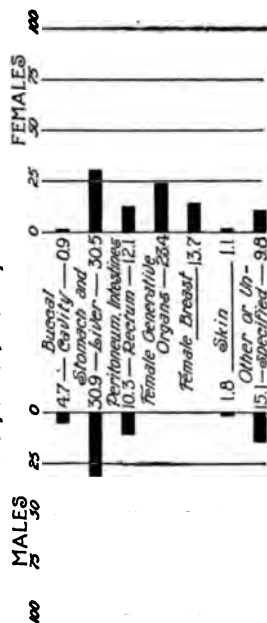 MALES FEMALES
100 75 50 25 0 0 25 50 75 100
Buccal
4.7 — Cavity — 0.9
Stomach and
30.9 — Liver — 30.5
Peritoneum, Intestines
10.3 — Rectum — 12.1
Female Generative
Organs — 23.4
Female Breast
— 13.7
Skin
1.8 — 1.1
Other or Un-
15.1 — specified — 9.8